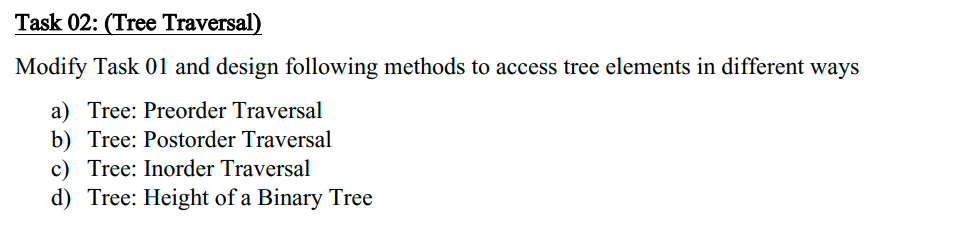 Task 02: (Tree Traversal)
Modify Task 01 and design following methods to access tree elements in different ways
a) Tree: Preorder Traversal
b) Tree: Postorder Traversal
c) Tree: Inorder Traversal
d) Tree: Height of a Binary Tree